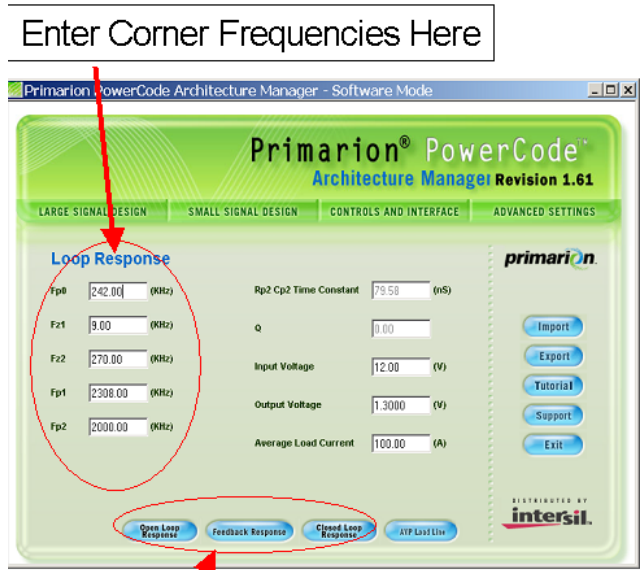 Enter Corner Frequencies Here
Primarion PowerCode Architecture Manager - Software Mode
Primarion® PowerCode™
Architecture Manager Revision 1.61
LARGE SIGNAL DESIGN SMALL SIGNAL DESIGN CONTROLS AND INTERFACE ADVANCED SETTINGS
Loop Response
primarion.
Fp0 242.00 (KHz) Rp2 Cp2 Time Constant 79.58 (nS)
Fz1 9.00 (KHz) Q 0.00 Import
Fz2 270.00 (KHz) Input Voltage 12.00 (V) Export
Tutorial
Fp1 2308.00 (KHz) Output Voltage 1.3000 (V) Support
Fp2 2000.00 (KHz) Average Load Current 100.00 (A) Exit
DISTRIBUTED BY
intersil.
Open Loop Response Feedback Response Closed Loop Response AVP Load Line